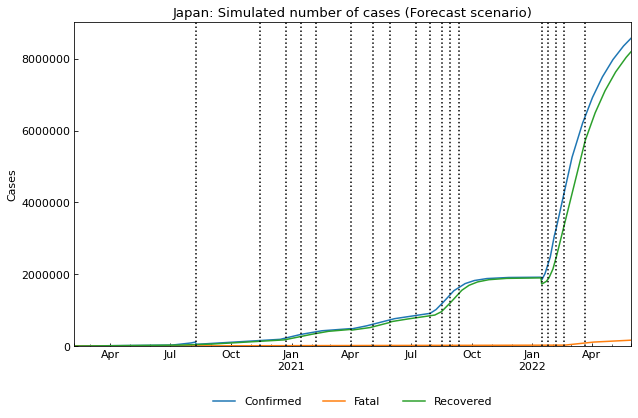 Japan: Simulated number of cases (Forecast scenario)
8000000
6000000
4000000
2000000
0
Cases
Apr Jul Oct Jan Apr Jul Oct Jan Apr
2021 2022
Confirmed Fatal Recovered